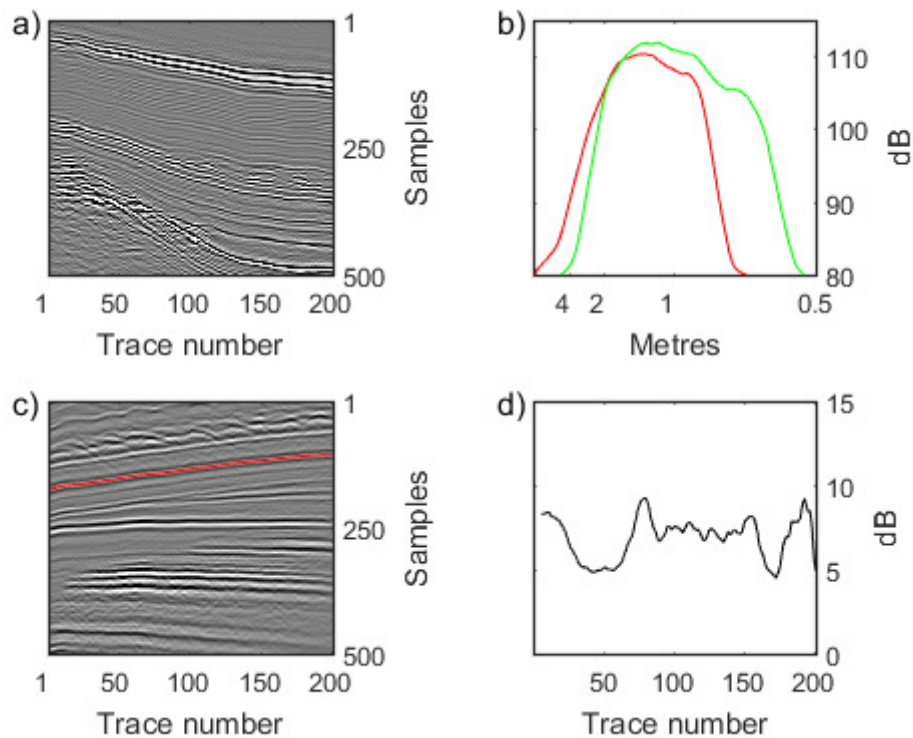 a)
1
250
500
Samples
1 50 100 150 200
Trace number
b)
110
100
90
80
dB
4 2 1 0.5
Metres
c)
1
250
500
Samples
1 50 100 150 200
Trace number
d)
15
10
5
0
dB
50 100 150 200
Trace number